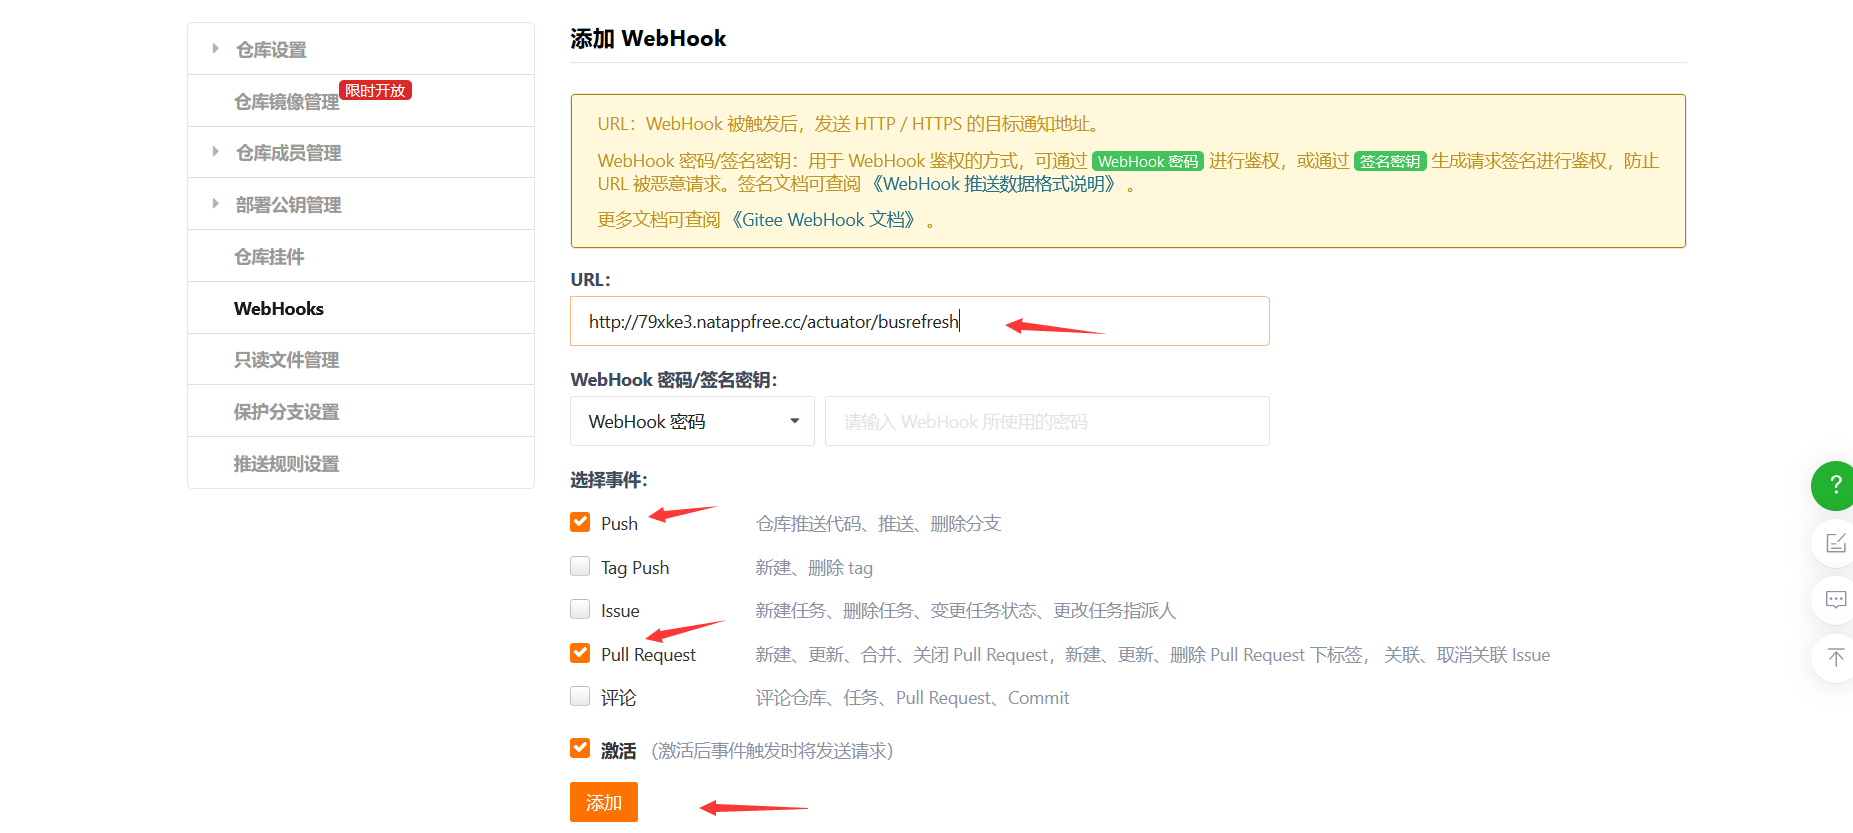 仓库设置
仓库镜像管理 限时开放
仓库成员管理
部署公钥管理
仓库挂件
WebHooks
只读文件管理
保护分支设置
推送规则设置
添加 WebHook
URL：WebHook 被触发后，发送 HTTP / HTTPS 的目标通知地址。
WebHook 密码/签名密钥：用于 WebHook 鉴权的方式，可通过 WebHook 密码 进行鉴权，或通过 签名密钥 生成请求签名进行鉴权，防止
URL 被恶意请求。签名文档可查阅 《WebHook 推送数据格式说明》 。
更多文档可查阅 《Gitee WebHook 文档》 。
URL：
http://79xke3.natappfree.cc/actuator/busrefresh
WebHook 密码/签名密钥：
WebHook 密码 请输入 WebHook 所使用的密码
选择事件：
Push 仓库推送代码、推送、删除分支
Tag Push 新建、删除 tag
Issue 新建任务、删除任务、变更任务状态、更改任务指派人
Pull Request 新建、更新、合并、关闭 Pull Request，新建、更新、删除 Pull Request 下标签， 关联、取消关联 Issue
评论 评论仓库、任务、Pull Request、Commit
激活 （激活后事件触发时将发送请求）
添加
?